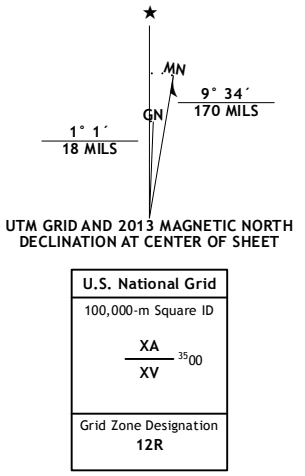 ★
MN
GN
9° 34´
170 MILS
1° 1´
18 MILS
UTM GRID AND 2013 MAGNETIC NORTH
DECLINATION AT CENTER OF SHEET
U.S. National Grid
100,000-m Square ID
XA
3500
XV
Grid Zone Designation
12R